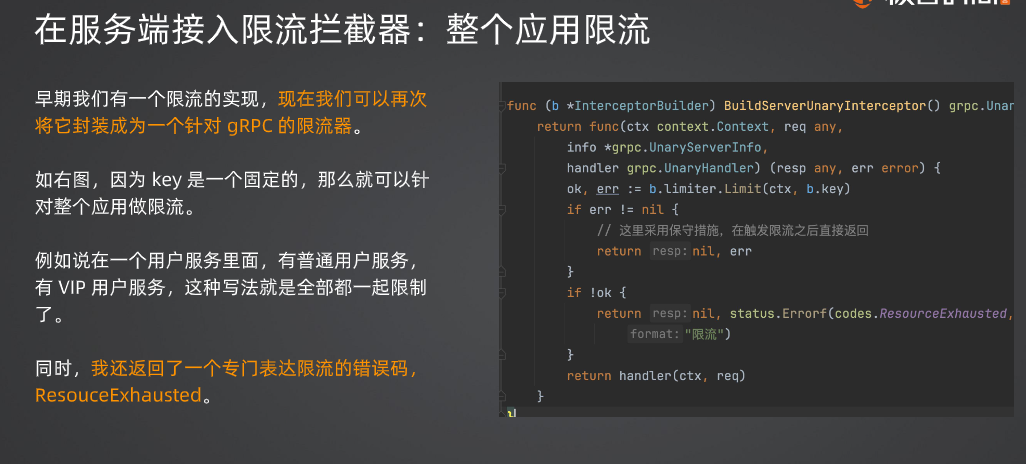 在服务端接入限流拦截器：整个应用限流
早期我们有一个限流的实现，现在我们可以再次
将它封装成为一个针对 gRPC 的限流器。
如右图，因为 key 是一个固定的，那么就可以针
对整个应用做限流。
例如说在一个用户服务里面，有普通用户服务，
有 VIP 用户服务，这种写法就是全部都一起限制
了。
同时，我还返回了一个专门表达限流的错误码，
ResouceExhausted。
func (b *InterceptorBuilder) BuildServerUnaryInterceptor() grpc.Unar
return func(ctx context.Context, req any,
info *grpc.UnaryServerInfo,
handler grpc.UnaryHandler) (resp any, err error) {
ok, err := b.limiter.Limit(ctx, b.key)
if err != nil {
// 这里采用保守措施，在触发限流之后直接返回
return resp: nil, err
}
if !ok {
return resp: nil, status.Errorf(codes.ResourceExhausted,
format: "限流")
}
return handler(ctx, req)
}
}